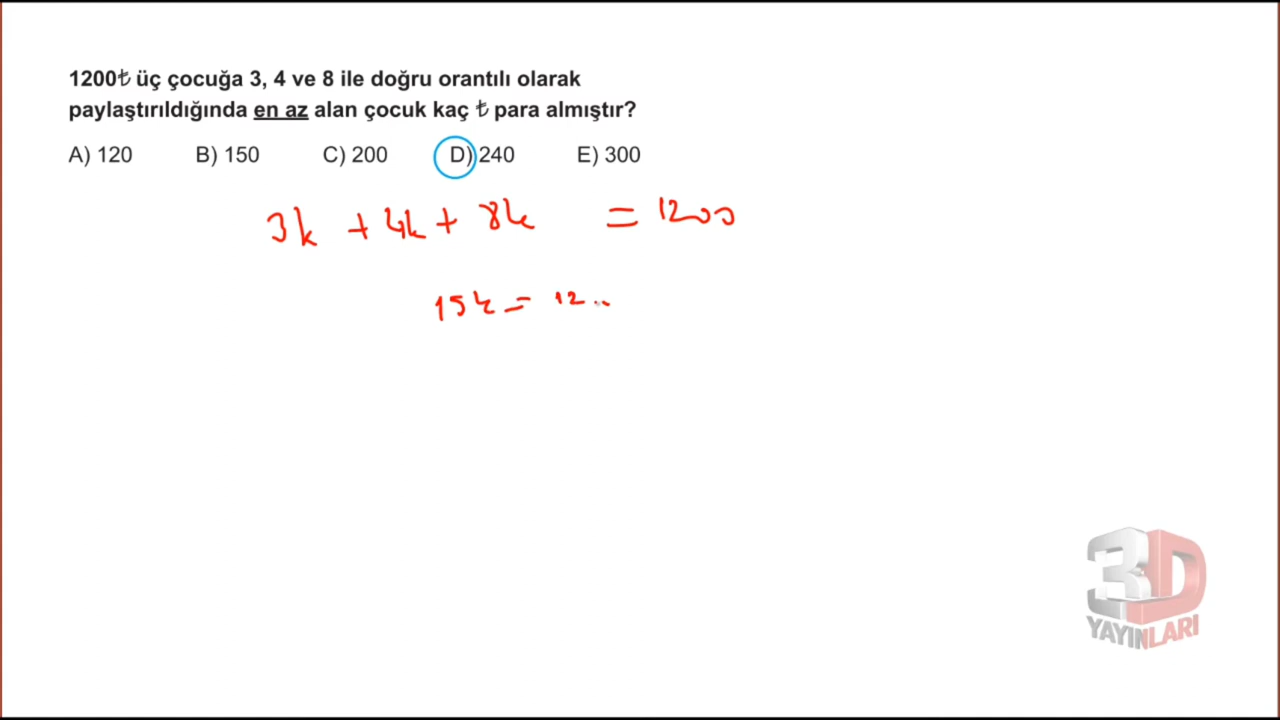 1200₺ üç çocuğa 3, 4 ve 8 ile doğru orantılı olarak
paylaştırıldığında en az alan çocuk kaç ₺ para almıştır?
A) 120 B) 150 C) 200 D) 240 E) 300
3k + 4k + 8k = 1200
15k = 12..
3D
YAYINLARI